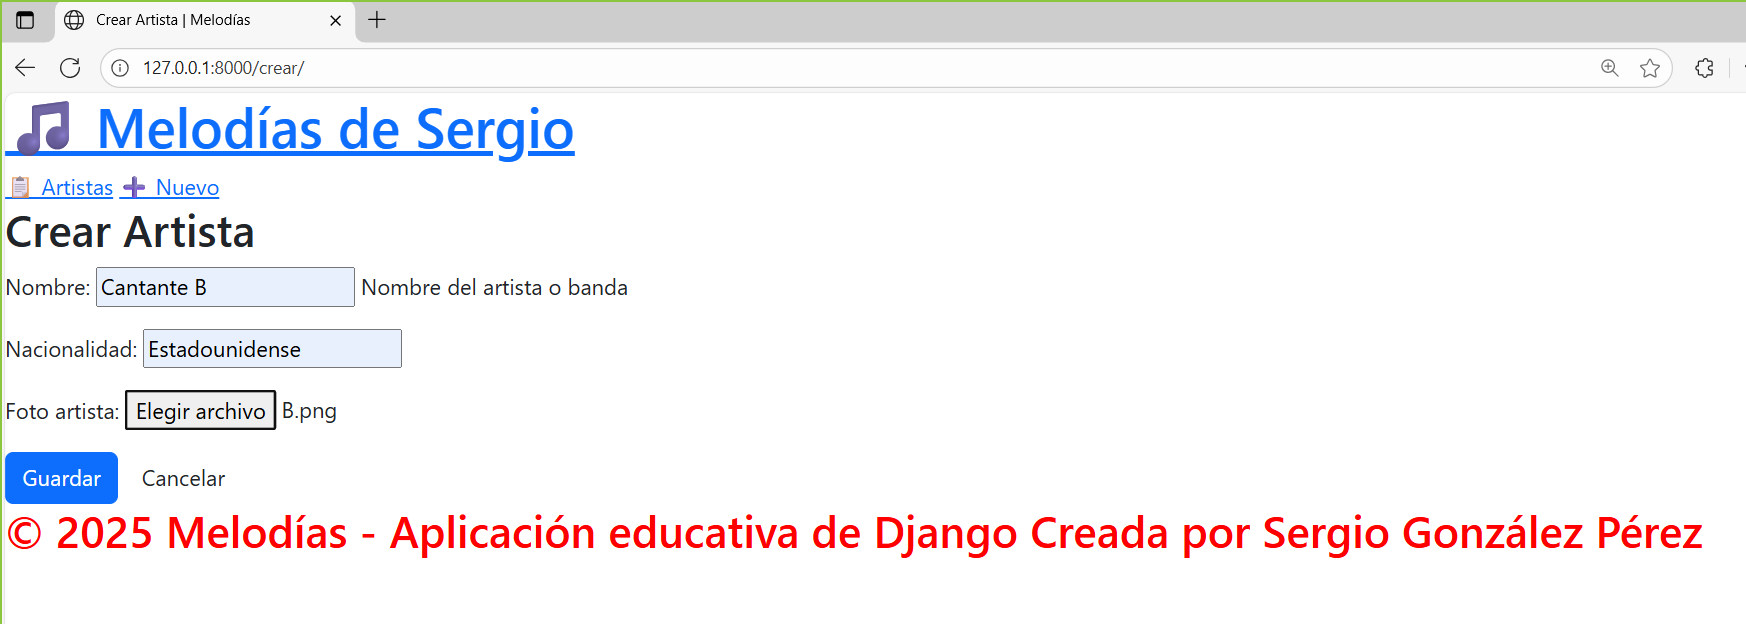 Crear Artista | Melodías
127.0.0.1:8000/crear/
Melodías de Sergio
Artistas Nuevo
Crear Artista
Nombre: Cantante B Nombre del artista o banda
Nacionalidad: Estadounidense
Foto artista: Elegir archivo B.png
Guardar Cancelar
© 2025 Melodías - Aplicación educativa de Django Creada por Sergio González Pérez